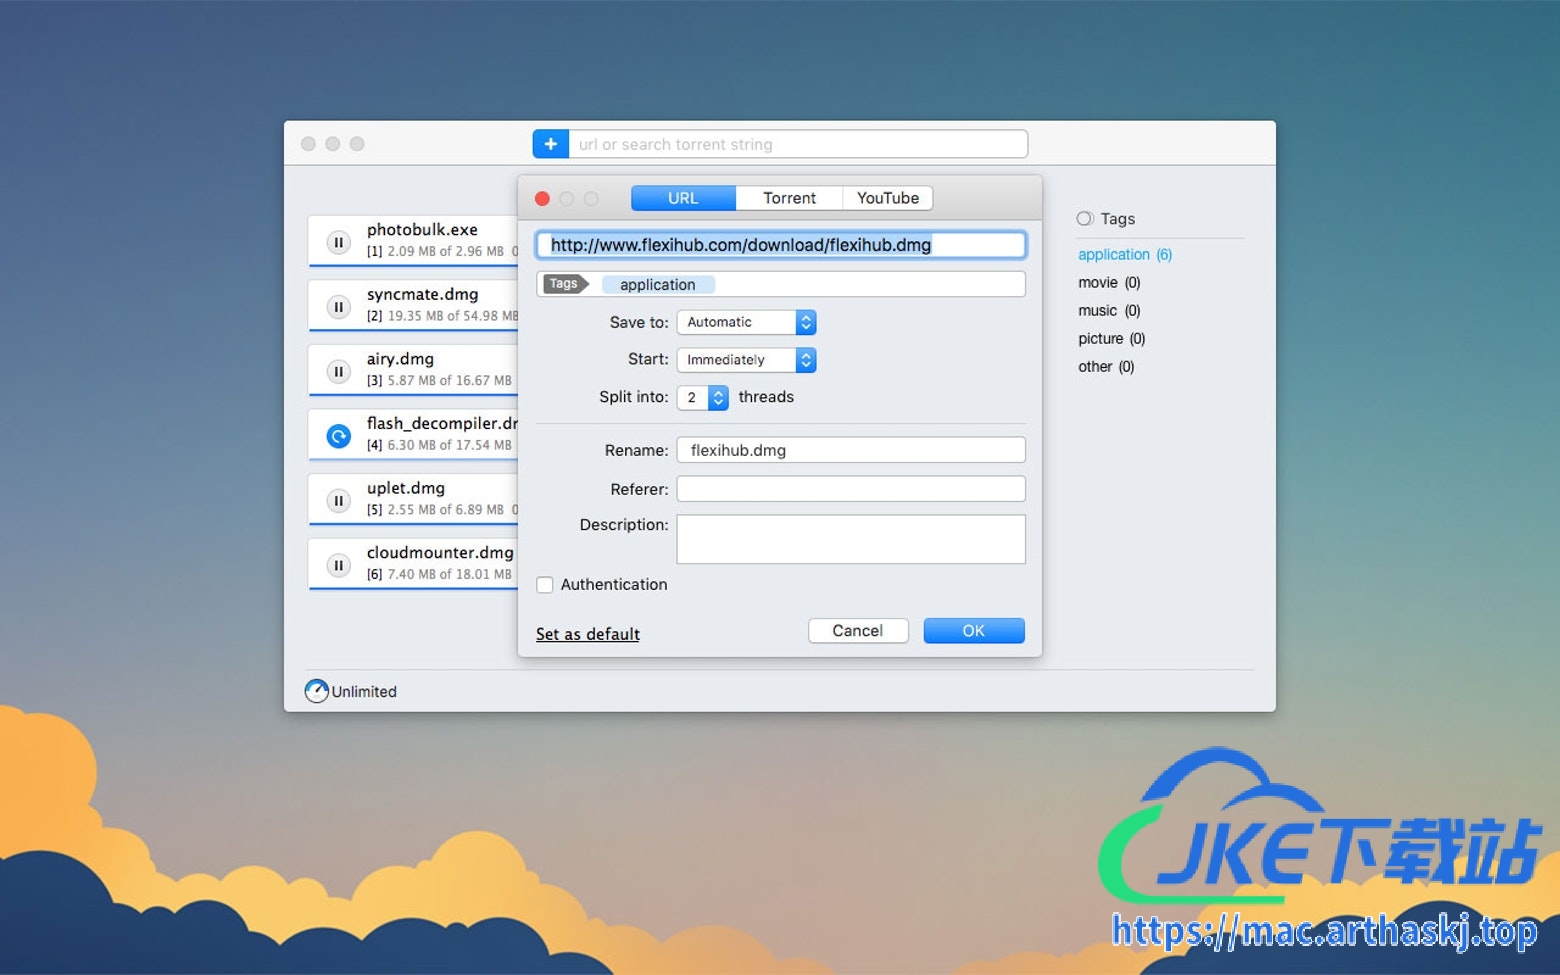 + url or search torrent string
URL Torrent YouTube
http://www.flexihub.com/download/flexihub.dmg
Tags application
Save to: Automatic
Start: Immediately
Split into: 2 threads
Rename: flexihub.dmg
Referer:
Description:
Authentication
Set as default Cancel OK
photobulk.exe
[1] 2.09 MB of 2.96 MB 0
syncmate.dmg
[2] 19.35 MB of 54.98 MB
airy.dmg
[3] 5.87 MB of 16.67 MB
flash_decompiler.dm
[4] 6.30 MB of 17.54 MB
uplet.dmg
[5] 2.55 MB of 6.89 MB 0
cloudmounter.dmg
[6] 7.40 MB of 18.01 MB
Tags
application (6)
movie (0)
music (0)
picture (0)
other (0)
Unlimited
JKE下载站
https://mac.arthaskj.top